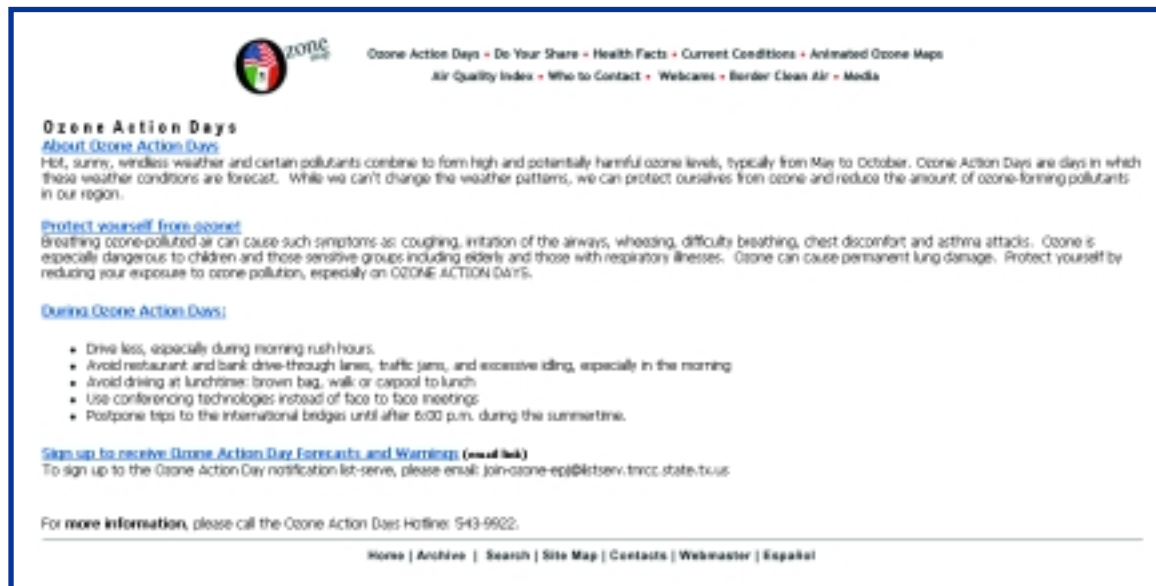 Ozone
Ozone Action Days • Do Your Share • Health Facts • Current Conditions • Animated Ozone Maps
Air Quality Index • Who to Contact • Webcams • Border Clean Air • Media
Ozone Action Days
About Ozone Action Days
Hot, sunny, windless weather and certain pollutants combine to form high and potentially harmful ozone levels, typically from May to October. Ozone Action Days are days in which
these weather conditions are forecast. While we can't change the weather patterns, we can protect ourselves from ozone and reduce the amount of ozone-forming pollutants
in our region.
Protect yourself from ozone!
Breathing ozone-polluted air can cause such symptoms as: coughing, irritation of the airways, wheezing, difficulty breathing, chest discomfort and asthma attacks. Ozone is
especially dangerous to children and those sensitive groups including elderly and those with respiratory illnesses. Ozone can cause permanent lung damage. Protect yourself by
reducing your exposure to ozone pollution, especially on OZONE ACTION DAYS.
During Ozone Action Days:
• Drive less, especially during morning rush hours.
• Avoid restaurant and bank drive-through lanes, traffic jams, and excessive idling, especially in the morning
• Avoid driving at lunchtime: brown bag, walk or carpool to lunch
• Use conferencing technologies instead of face to face meetings
• Postpone trips to the international bridges until after 6:00 p.m. during the summertime.
Sign up to receive Ozone Action Day Forecasts and Warnings (email link)
To sign up to the Ozone Action Day notification list-serve, please email: join-ozone-epj@listserv.tnrcc.state.tx.us
For more information, please call the Ozone Action Days Hotline: 543-9922.
Home | Archive | Search | Site Map | Contacts | Webmaster | Español